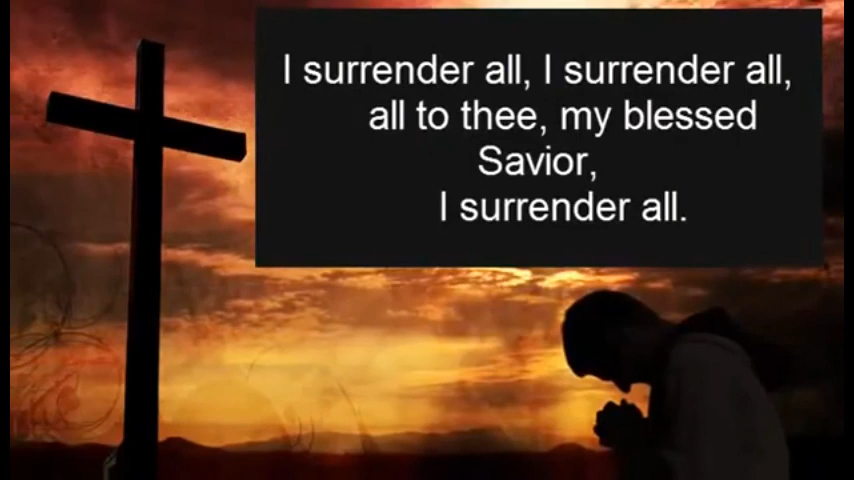 I surrender all, I surrender all,
all to thee, my blessed
Savior,
I surrender all.